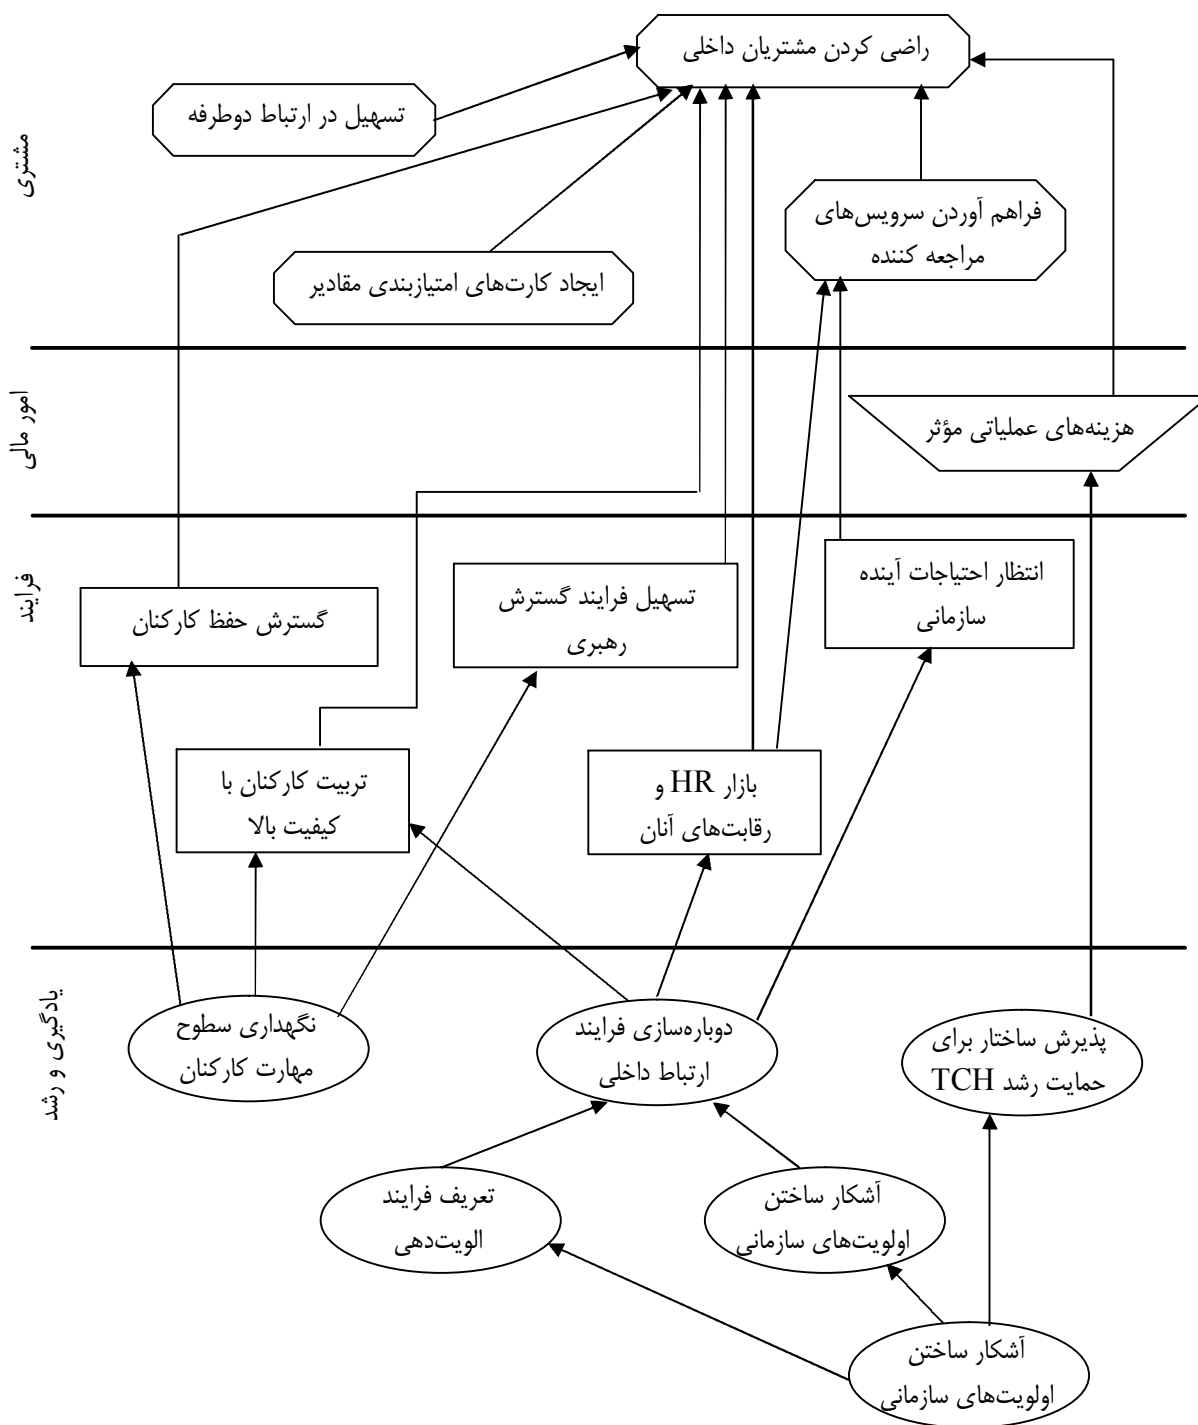 راضی کردن مشتریان داخلی
تسهیل در ارتباط دوطرفه
مشتری
فراهم آوردن سرویس‌های
مراجعه کننده
ایجاد کارت‌های امتیازبندی مقادیر
امور مالی
هزینه‌های عملیاتی مؤثر
فرایند
انتظار احتیاجات آینده
سازمانی
تسهیل فرایند گسترش
رهبری
گسترش حفظ کارکنان
بازار HR و
رقابت‌های آنان
تربیت کارکنان با
کیفیت بالا
یادگیری و رشد
پذیرش ساختار برای
حمایت رشد TCH
دوباره‌سازی فرایند
ارتباط داخلی
نگهداری سطوح
مهارت کارکنان
آشکار ساختن
اولویت‌های سازمانی
تعریف فرایند
الویت‌دهی
آشکار ساختن
اولویت‌های سازمانی